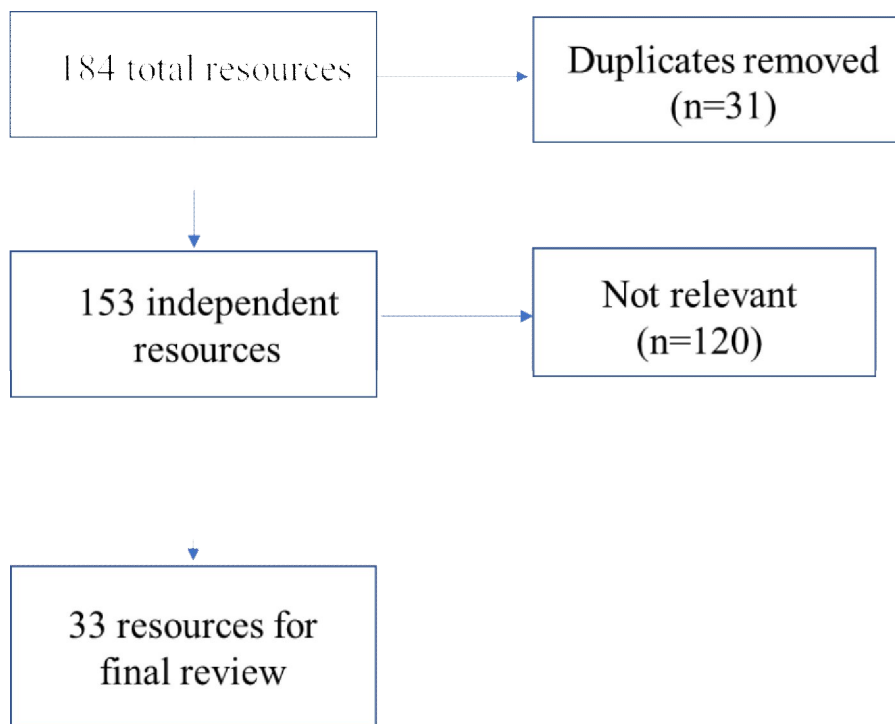 184 total resources
Duplicates removed
(n=31)
153 independent
resources
Not relevant
(n=120)
33 resources for
final review